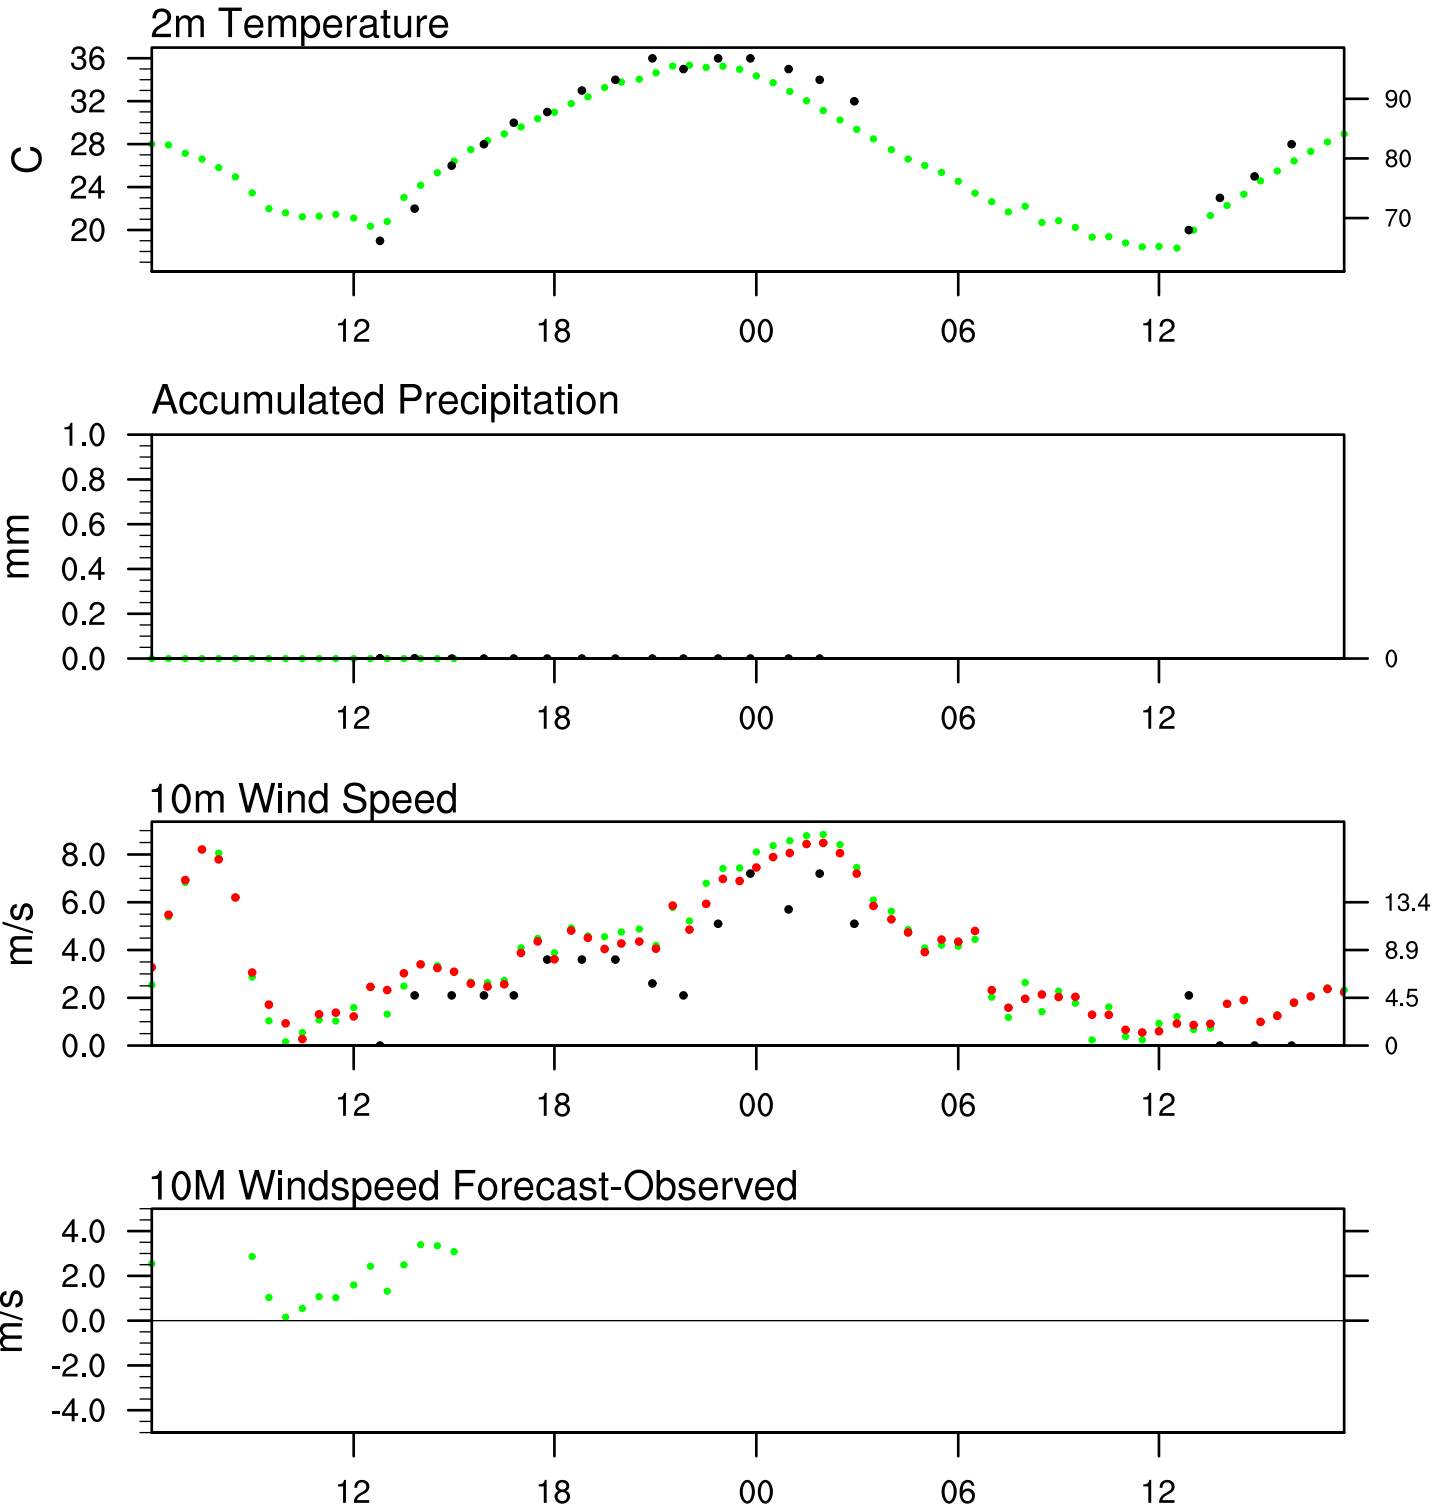 2m Temperature
36
32
28
24
20
C
90
80
70
12 18 00 06 12
Accumulated Precipitation
1.0
0.8
0.6
0.4
0.2
0.0
mm
0
12 18 00 06 12
10m Wind Speed
8.0
6.0
4.0
2.0
0.0
m/s
13.4
8.9
4.5
0
12 18 00 06 12
10M Windspeed Forecast-Observed
4.0
2.0
0.0
-2.0
-4.0
m/s
12 18 00 06 12